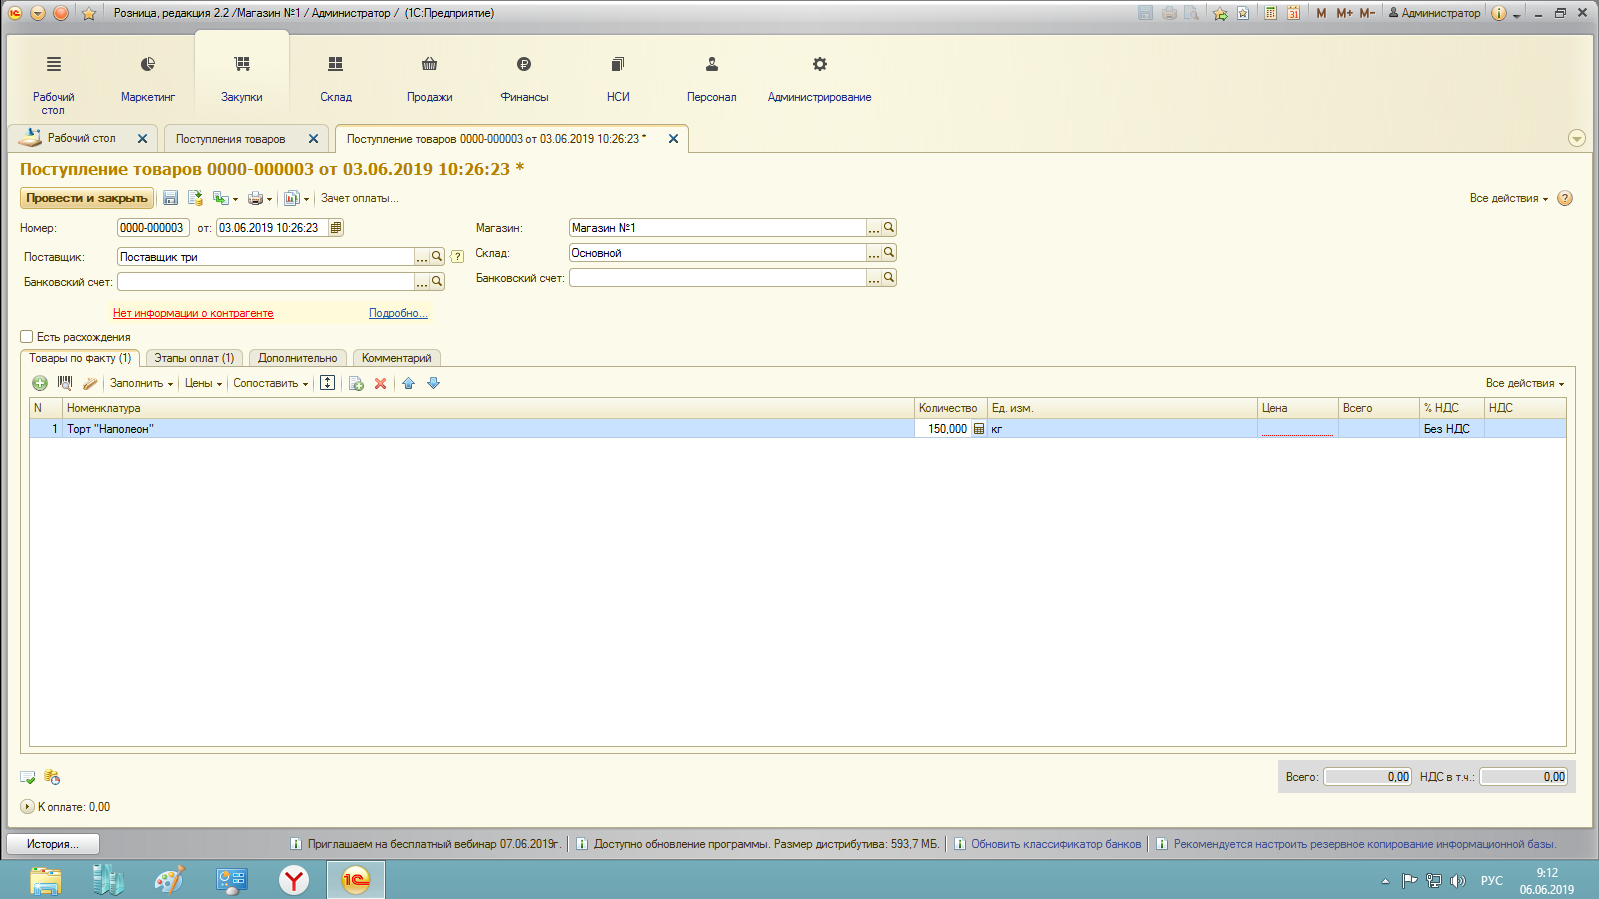 Розница, редакция 2.2 /Магазин №1 / Администратор / (1С:Предприятие)
31 M M+ M- Администратор
Рабочий стол
Маркетинг
Закупки
Склад
Продажи
Финансы
НСИ
Персонал
Администрирование
Рабочий стол
Поступления товаров
Поступление товаров 0000-000003 от 03.06.2019 10:26:23 *
Поступление товаров 0000-000003 от 03.06.2019 10:26:23 *
Провести и закрыть
Зачет оплаты...
Все действия
?
Номер: 0000-000003 от: 03.06.2019 10:26:23
Магазин: Магазин №1 ...
Поставщик: Поставщик три ... ?
Склад: Основной ...
Банковский счет: ...
Банковский счет: ...
Нет информации о контрагенте
Подробно...
Есть расхождения
Товары по факту (1)
Этапы оплат (1)
Дополнительно
Комментарий
Заполнить
Цены
Сопоставить
Все действия
N Номенклатура Количество Ед. изм. Цена Всего % НДС НДС
1 Торт "Наполеон" 150,000 кг Без НДС
Всего: 0,00 НДС в т.ч.: 0,00
К оплате: 0,00
История...
Приглашаем на бесплатный вебинар 07.06.2019г.
Доступно обновление программы. Размер дистрибутива: 593,7 МБ.
Обновить классификатор банков
Рекомендуется настроить резервное копирование информационной базы.
Y
1С
РУС
9:12
06.06.2019